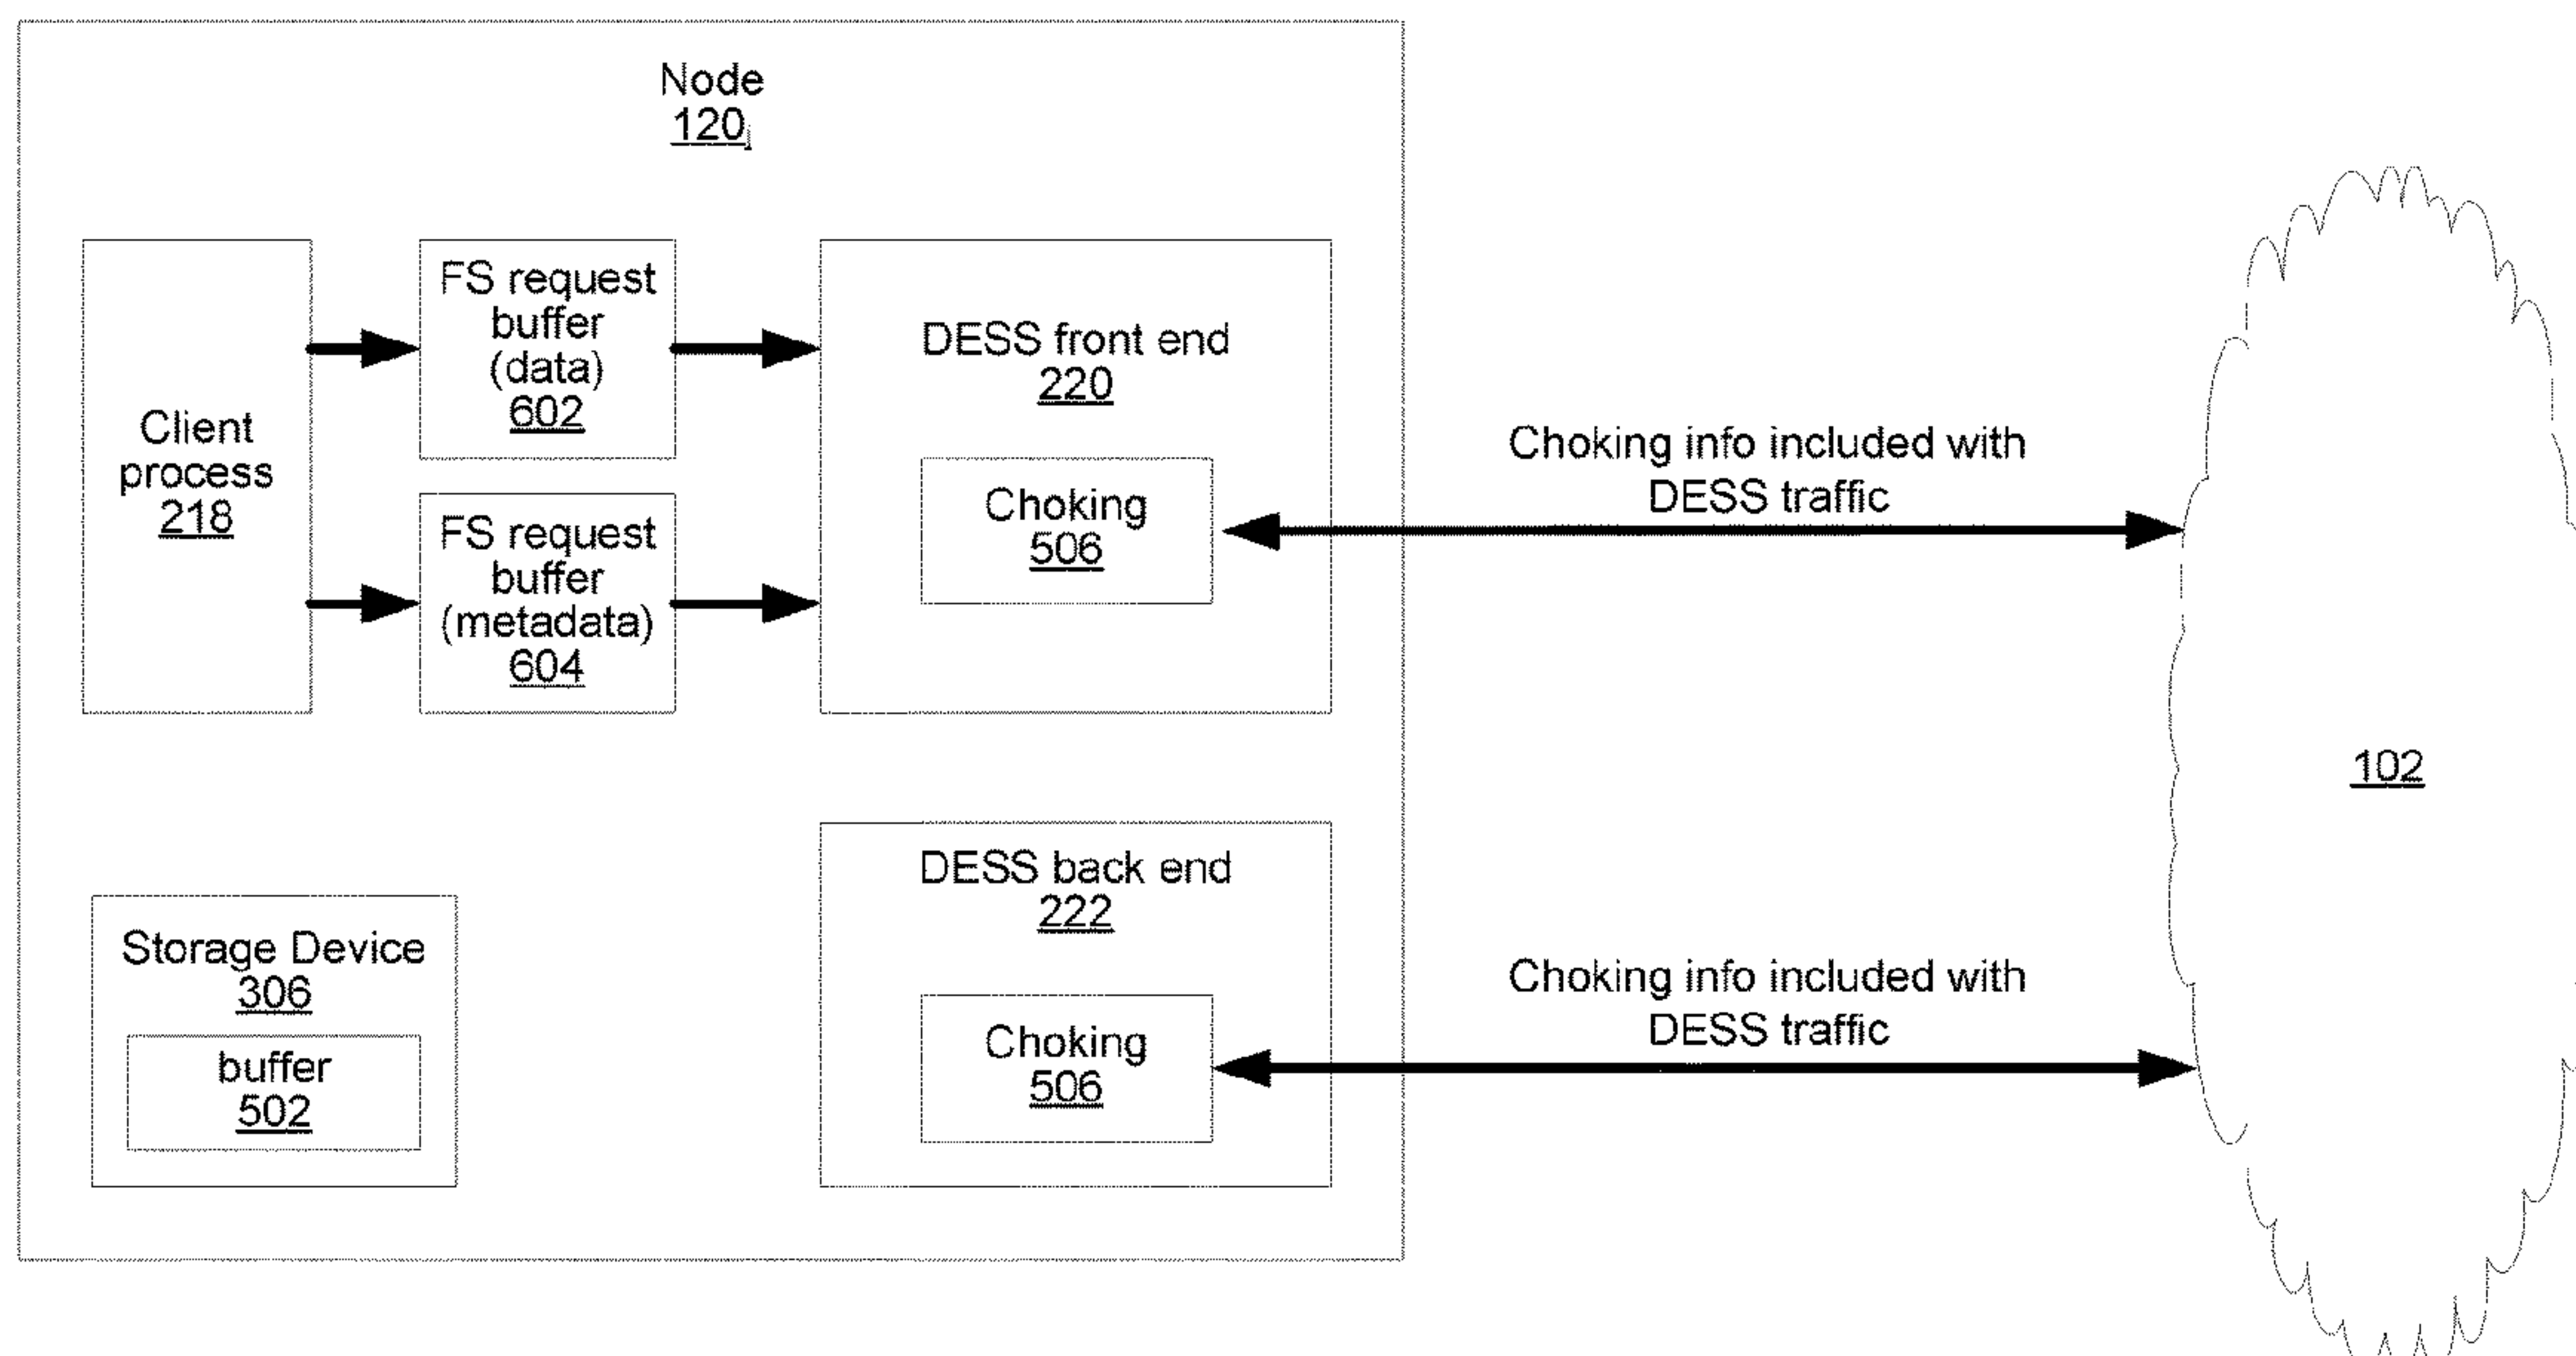 Node
120j
Client
process
218
FS request
buffer
(data)
602
FS request
buffer
(metadata)
604
DESS front end
220
Choking
506
Choking info included with
DESS traffic
102
Storage Device
306
buffer
502
DESS back end
222
Choking
506
Choking info included with
DESS traffic